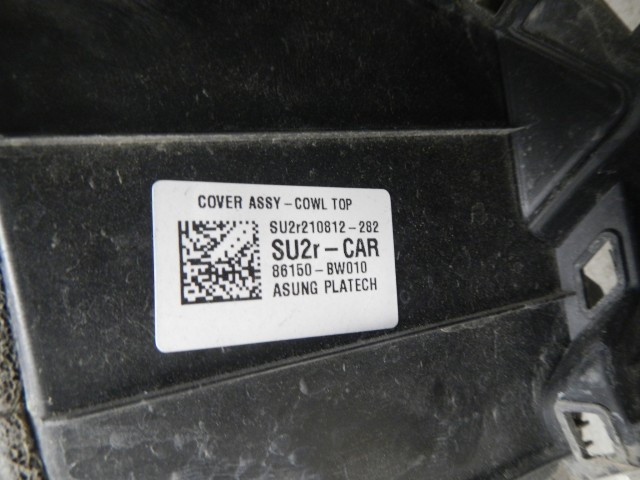 COVER ASSY-COWL TOP
SU2r210812-282
SU2r-CAR
86150-BW010
ASUNG PLATECH